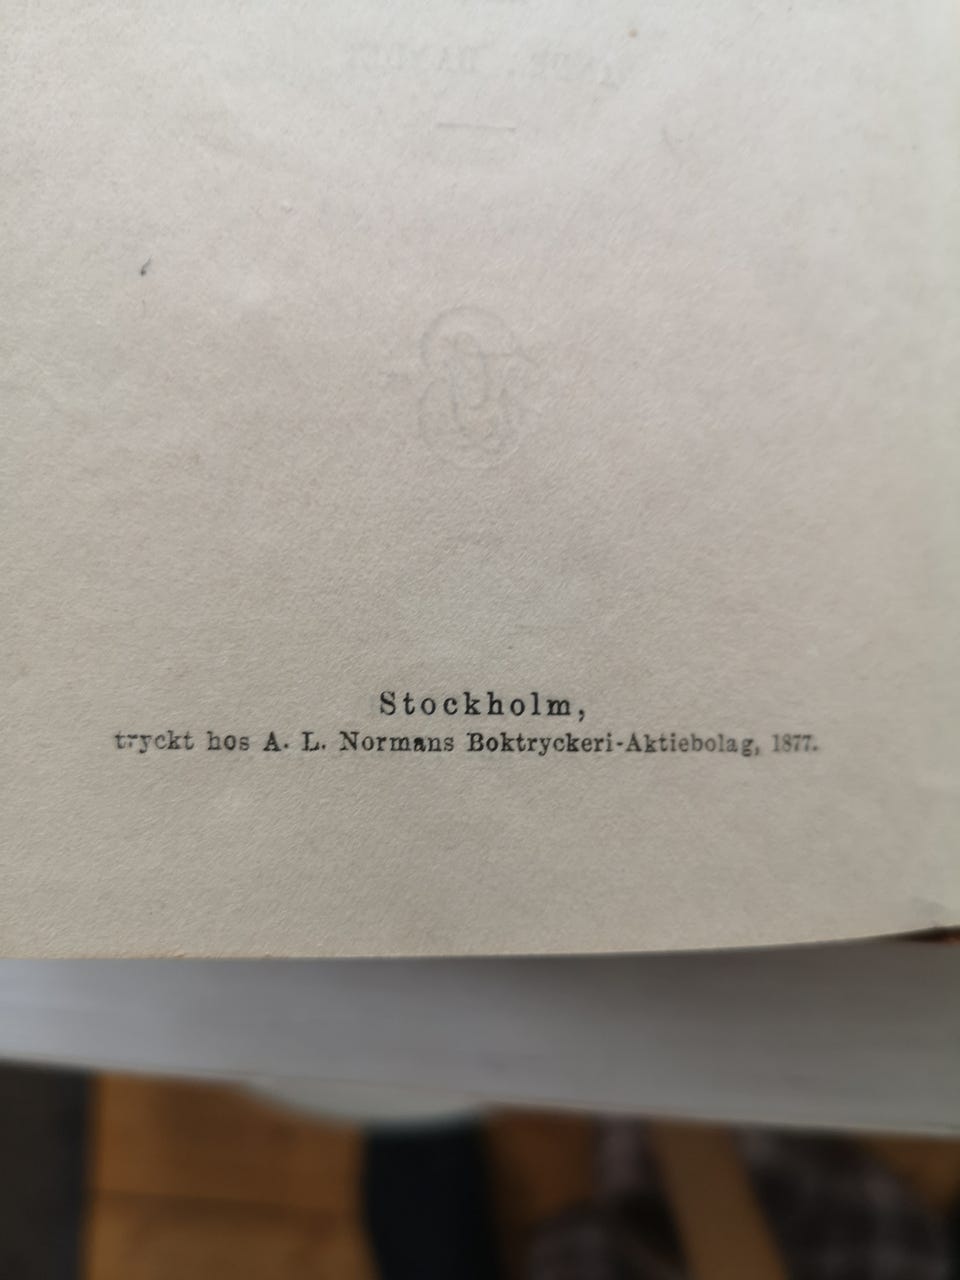 Stockholm,
tryckt hos A. L. Normans Boktryckeri-Aktiebolag, 1877.